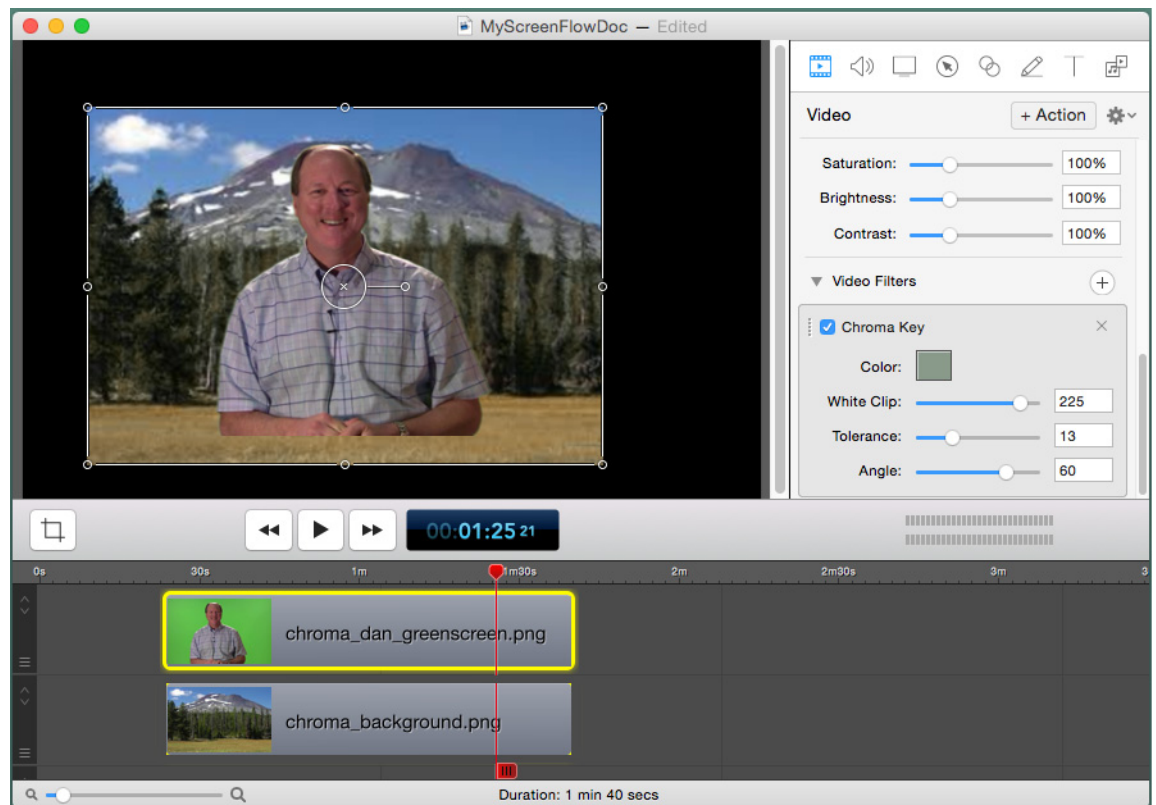 MyScreenFlowDoc — Edited
Video
+ Action
Saturation: 100%
Brightness: 100%
Contrast: 100%
Video Filters
Chroma Key
Color:
White Clip: 225
Tolerance: 13
Angle: 60
00:01:25 21
0s 30s 1m 1m30s 2m 2m30s 3m 3
chroma_dan_greenscreen.png
chroma_background.png
Duration: 1 min 40 secs